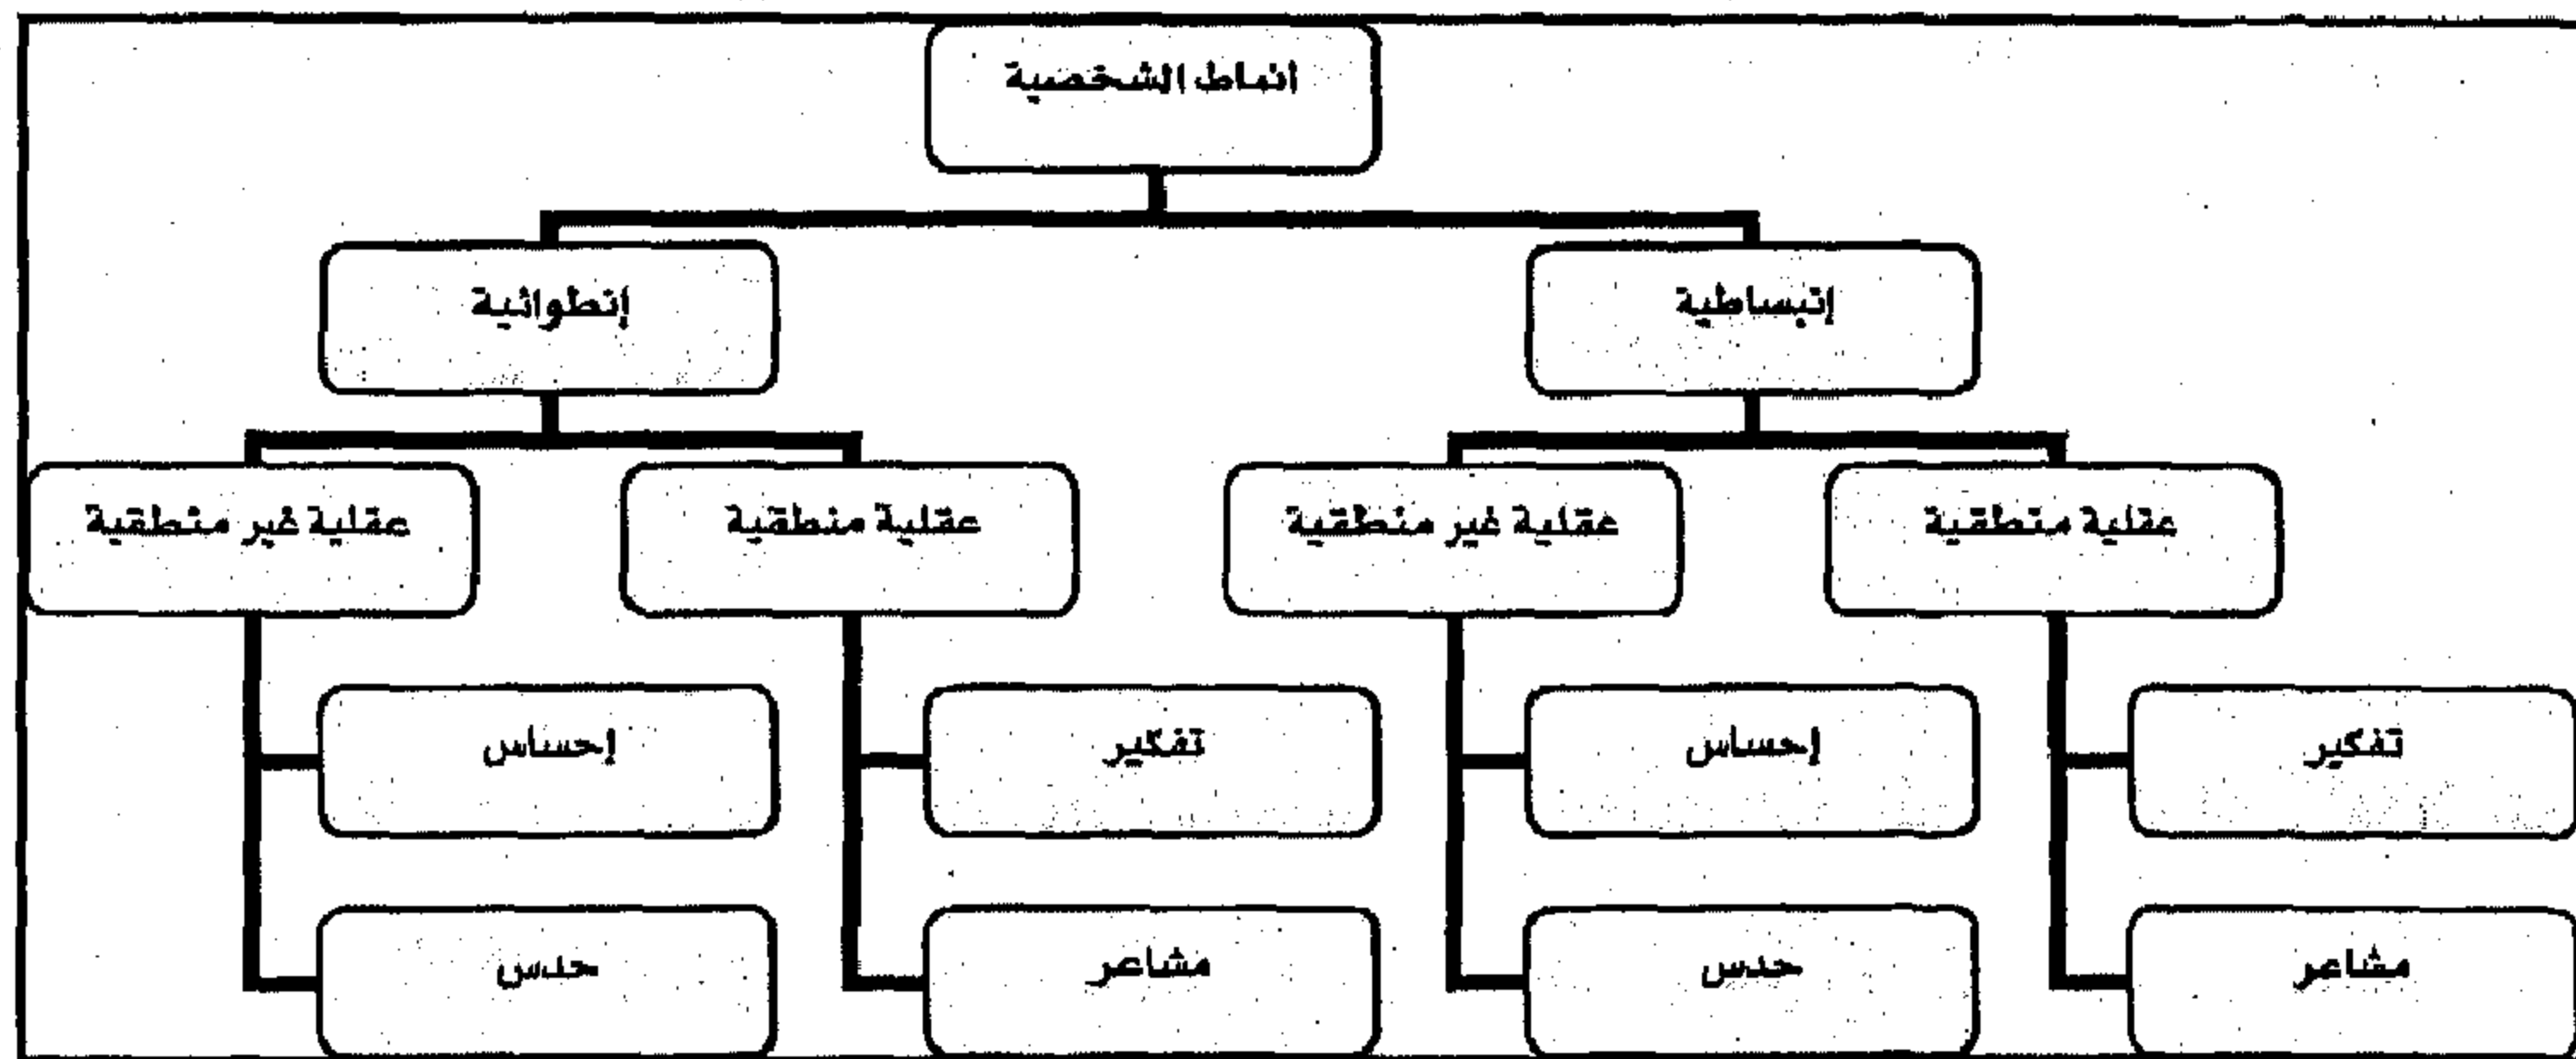 انماط الشخصية
إنبساطية
إنطوائية
عقلية منطقية
عقلية غير منطقية
عقلية منطقية
عقلية غير منطقية
تفكير
إحساس
تفكير
إحساس
مشاعر
حدس
مشاعر
حدس